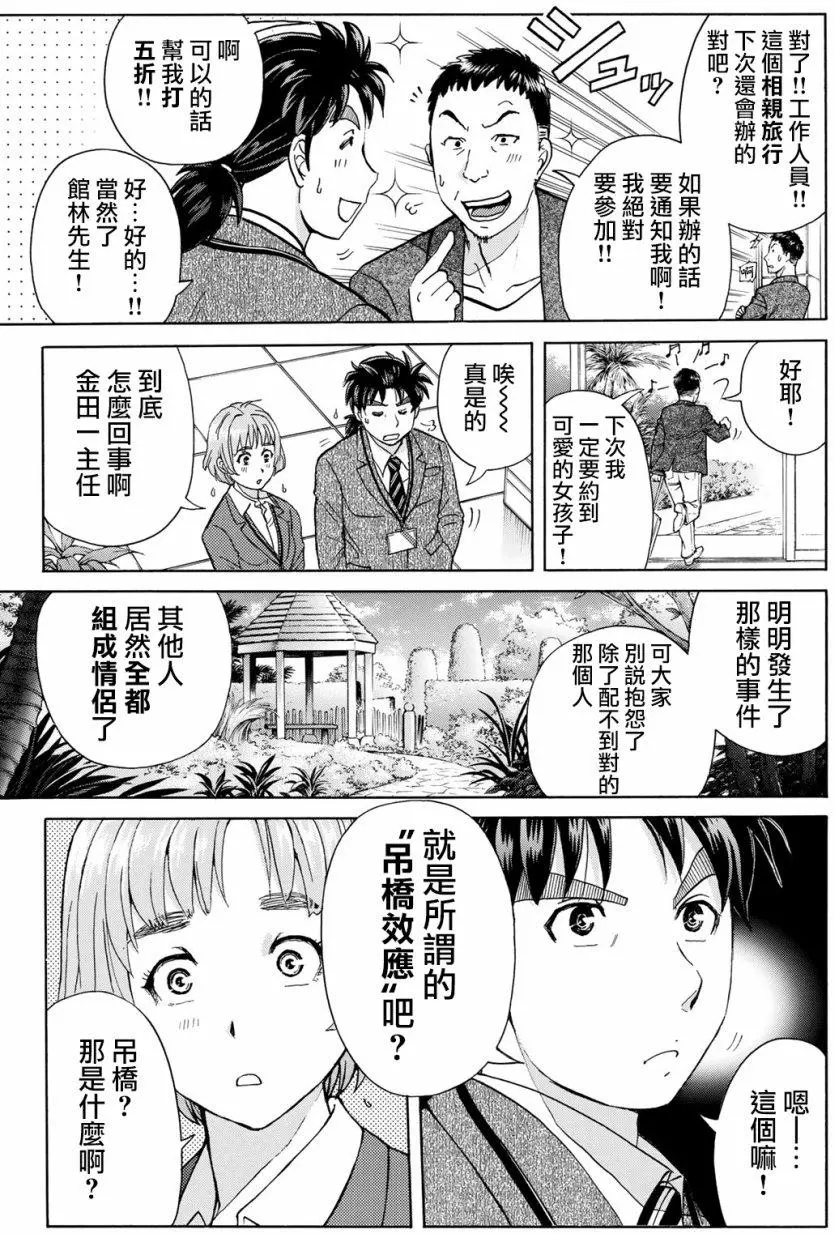 對了!!工作人員!!
這個相親旅行
下次還會辦的
對吧?
啊
如果辦的話
要通知我啊!
我絕對
要參加!!
シュッ
啊
可以的話
幫我打
五折!!
好…好的…!!
當然了
館林先生!
好耶!
下次我
一定要約到
可愛的女孩子!
唉~~~
真是的
到底
怎麼回事啊
金田一主任
明明發生了
那樣的事件
可大家
別說抱怨了
除了配不到對的
那個人
其他人
居然全都
組成情侶了
嗯—…
這個嘛!
就是所謂的
“吊橋效應”吧?
吊橋?
那是什麼啊?